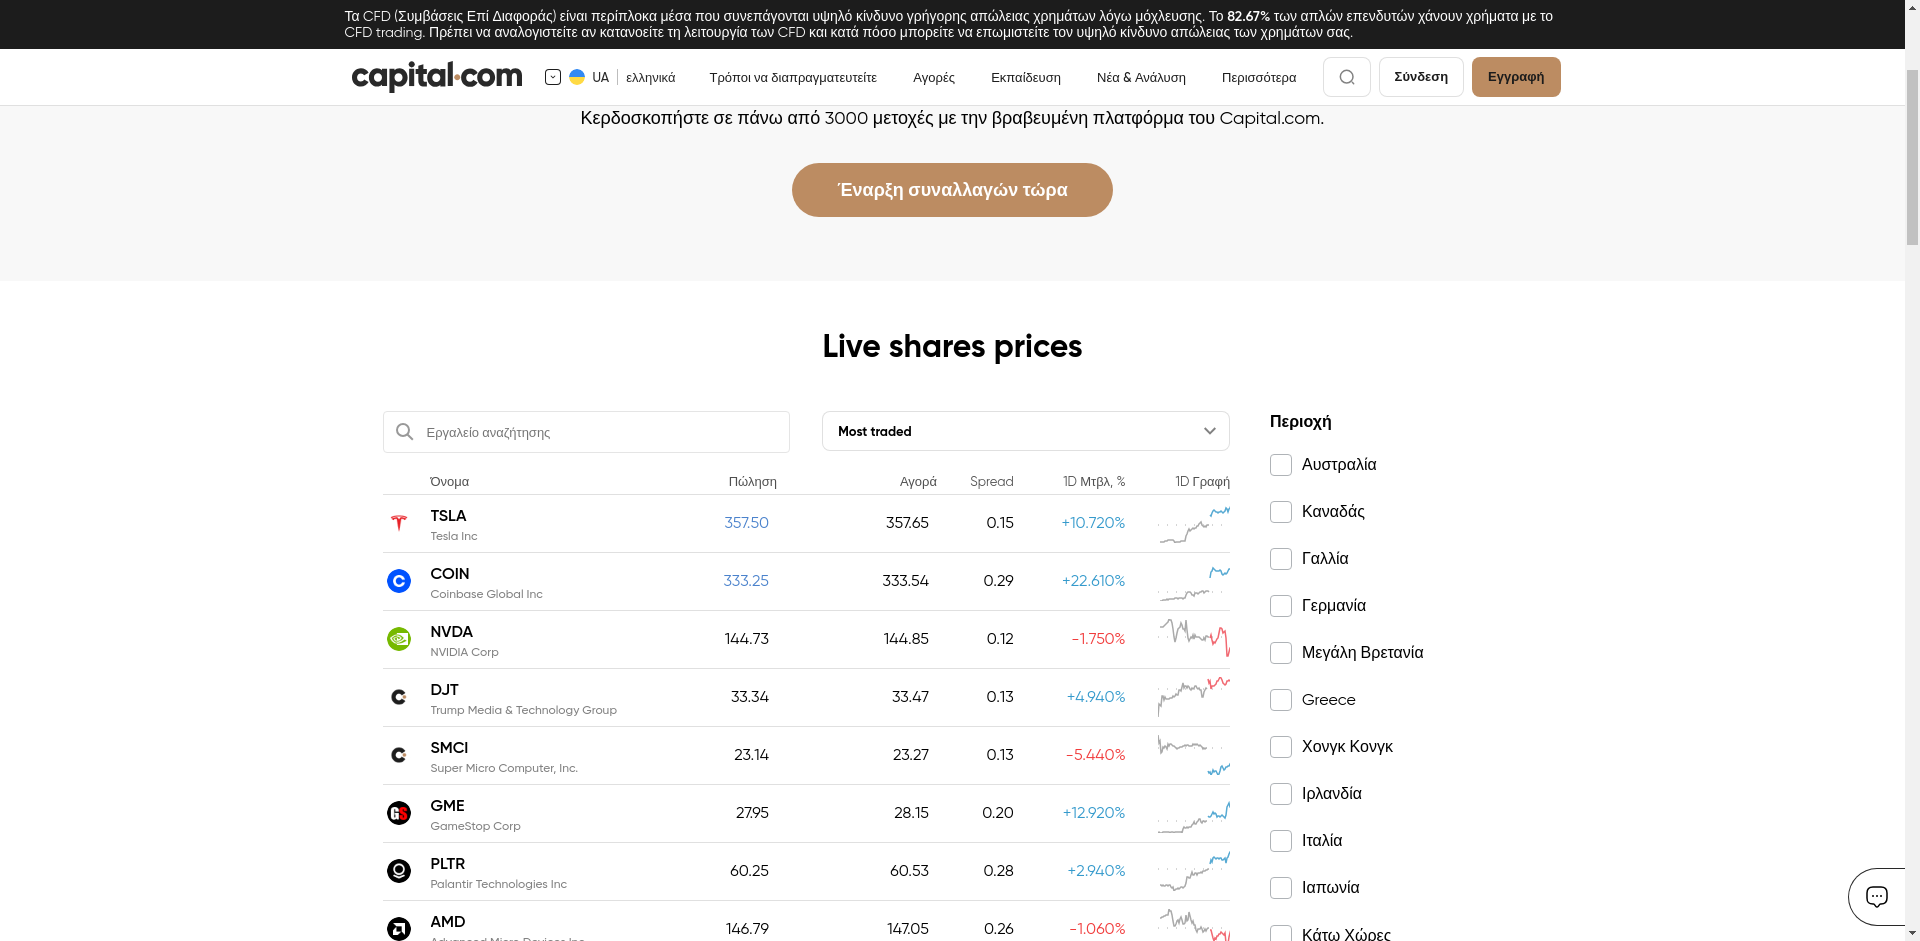 Τα CFD (Συμβάσεις Επί Διαφοράς) είναι περίπλοκα μέσα που συνεπάγονται υψηλό κίνδυνο γρήγορης απώλειας χρημάτων λόγω μόχλευσης. Το 82.67% των απλών επενδυτών χάνουν χρήματα με το
CFD trading. Πρέπει να αναλογιστείτε αν κατανοείτε τη λειτουργία των CFD και κατά πόσο μπορείτε να επωμιστείτε τον υψηλό κίνδυνο απώλειας των χρημάτων σας.
capital.com UA ελληνικά Τρόποι να διαπραγματευτείτε Αγορές Εκπαίδευση Νέα & Ανάλυση Περισσότερα Σύνδεση Εγγραφή
Κερδοσκοπήστε σε πάνω από 3000 μετοχές με την βραβευμένη πλατφόρμα του Capital.com.
Έναρξη συναλλαγών τώρα
Live shares prices
Εργαλείο αναζήτησης Most traded
Όνομα Πώληση Αγορά Spread 1D Μτβλ, % 1D Γραφή
TSLA 357.50 357.65 0.15 +10.720%
Tesla Inc
COIN 333.25 333.54 0.29 +22.610%
Coinbase Global Inc
NVDA 144.73 144.85 0.12 -1.750%
NVIDIA Corp
DJT 33.34 33.47 0.13 +4.940%
Trump Media & Technology Group
SMCI 23.14 23.27 0.13 -5.440%
Super Micro Computer, Inc.
GME 27.95 28.15 0.20 +12.920%
GameStop Corp
PLTR 60.25 60.53 0.28 +2.940%
Palantir Technologies Inc
AMD 146.79 147.05 0.26 -1.060%
Advanced Micro Devices Inc
Περιοχή
Αυστραλία
Καναδάς
Γαλλία
Γερμανία
Μεγάλη Βρετανία
Greece
Χονγκ Κονγκ
Ιρλανδία
Ιταλία
Ιαπωνία
Κάτω Χώρες